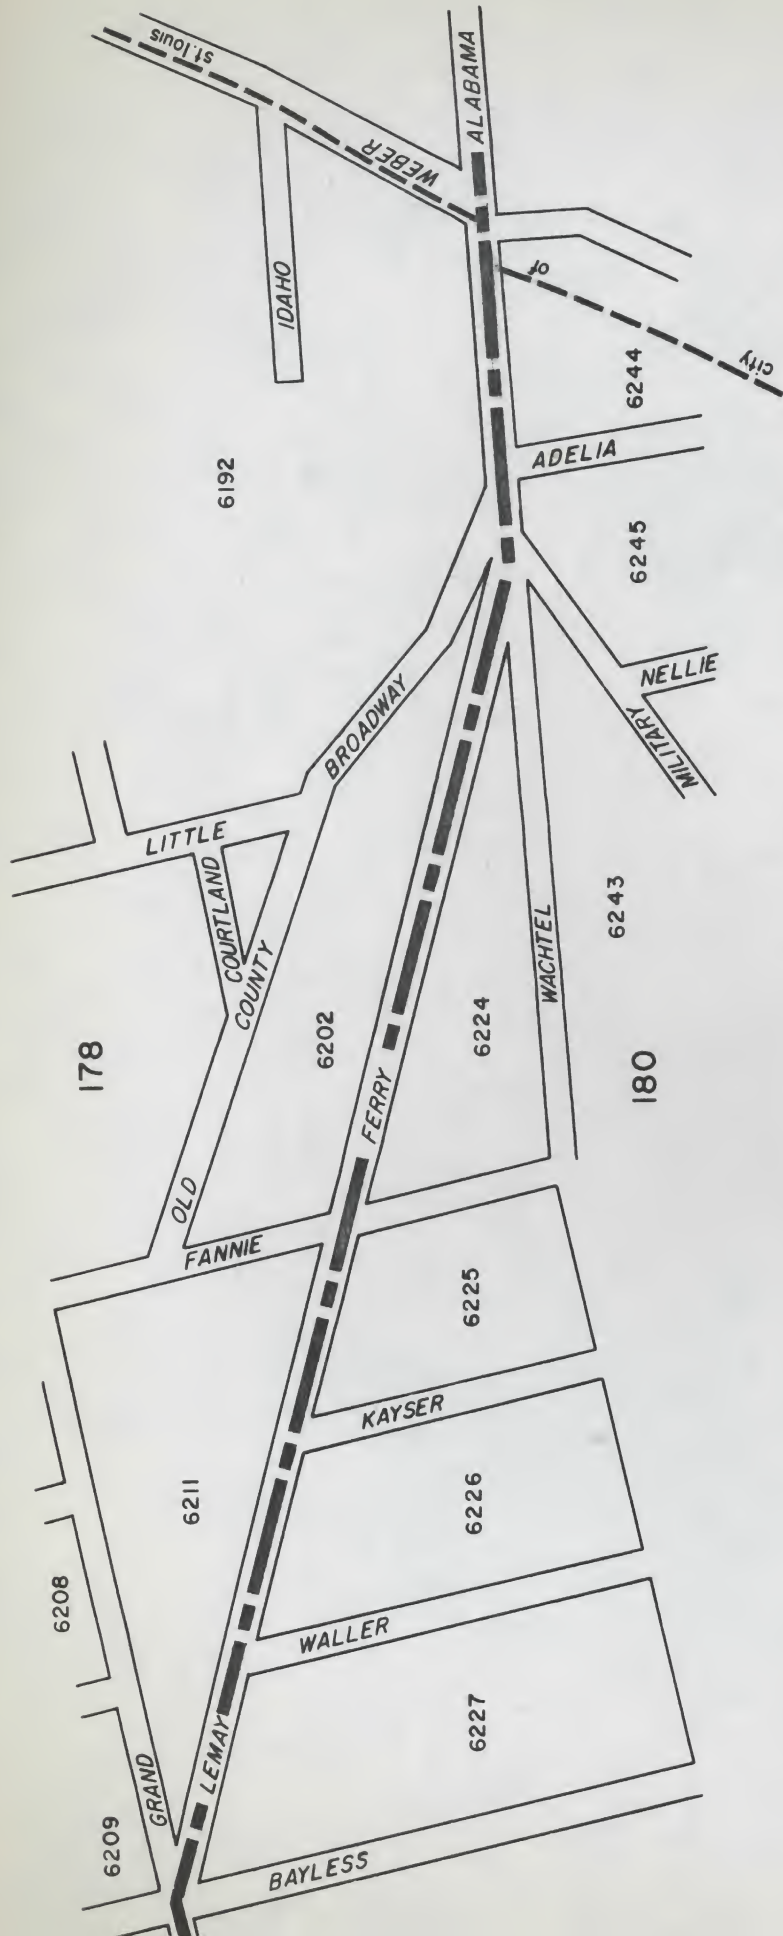 st. louis
WEBER
ALABAMA
IDAHO
of
city
6244
ADELIA
6192
6245
NELLIE
MILITARY
BROADWAY
LITTLE
COURTLAND
COUNTY
OLD
WACHTEL
6243
6202
6224
178
180
FERRY
FANNIE
6225
KAYSER
6211
6226
6208
WALLER
LEMAY
6227
GRAND
6209
BAYLESS